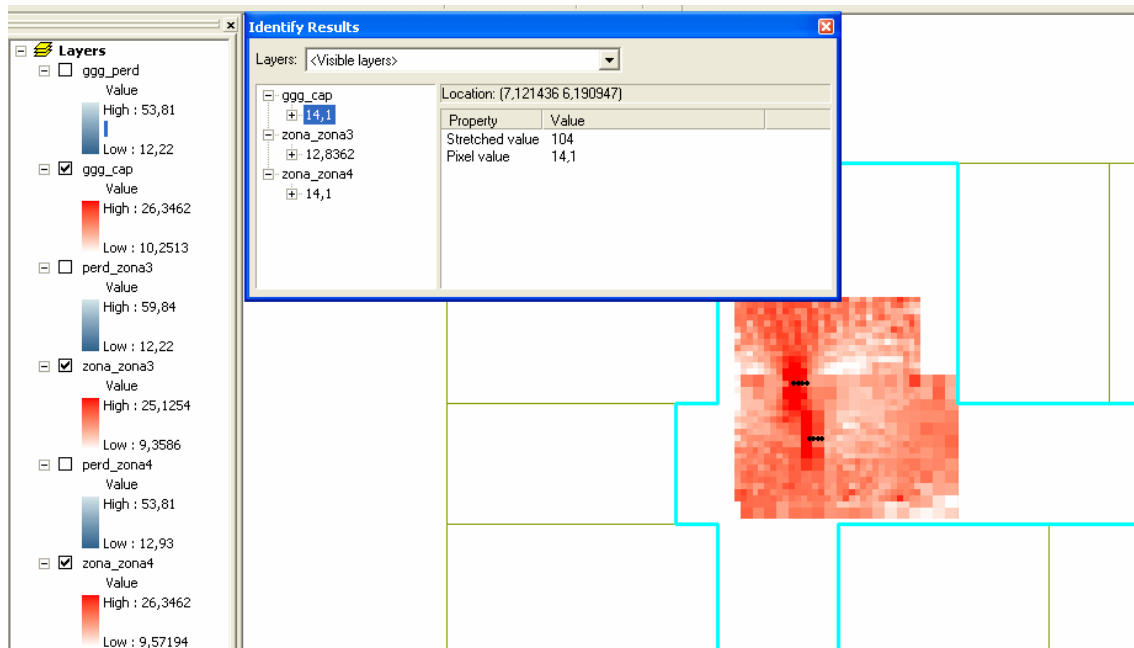 Layers
ggg_perd
Value
High : 53,81
Low : 12,22
ggg_cap
Value
High : 26,3462
Low : 10,2513
perd_zona3
Value
High : 59,84
Low : 12,22
zona_zona3
Value
High : 25,1254
Low : 9,3586
perd_zona4
Value
High : 53,81
Low : 12,93
zona_zona4
Value
High : 26,3462
Low : 9,57194
Identify Results
Layers: <Visible layers>
ggg_cap
14,1
zona_zona3
12,8362
zona_zona4
14,1
Location: (7,121436 6,190947)
Property Value
Stretched value 104
Pixel value 14,1